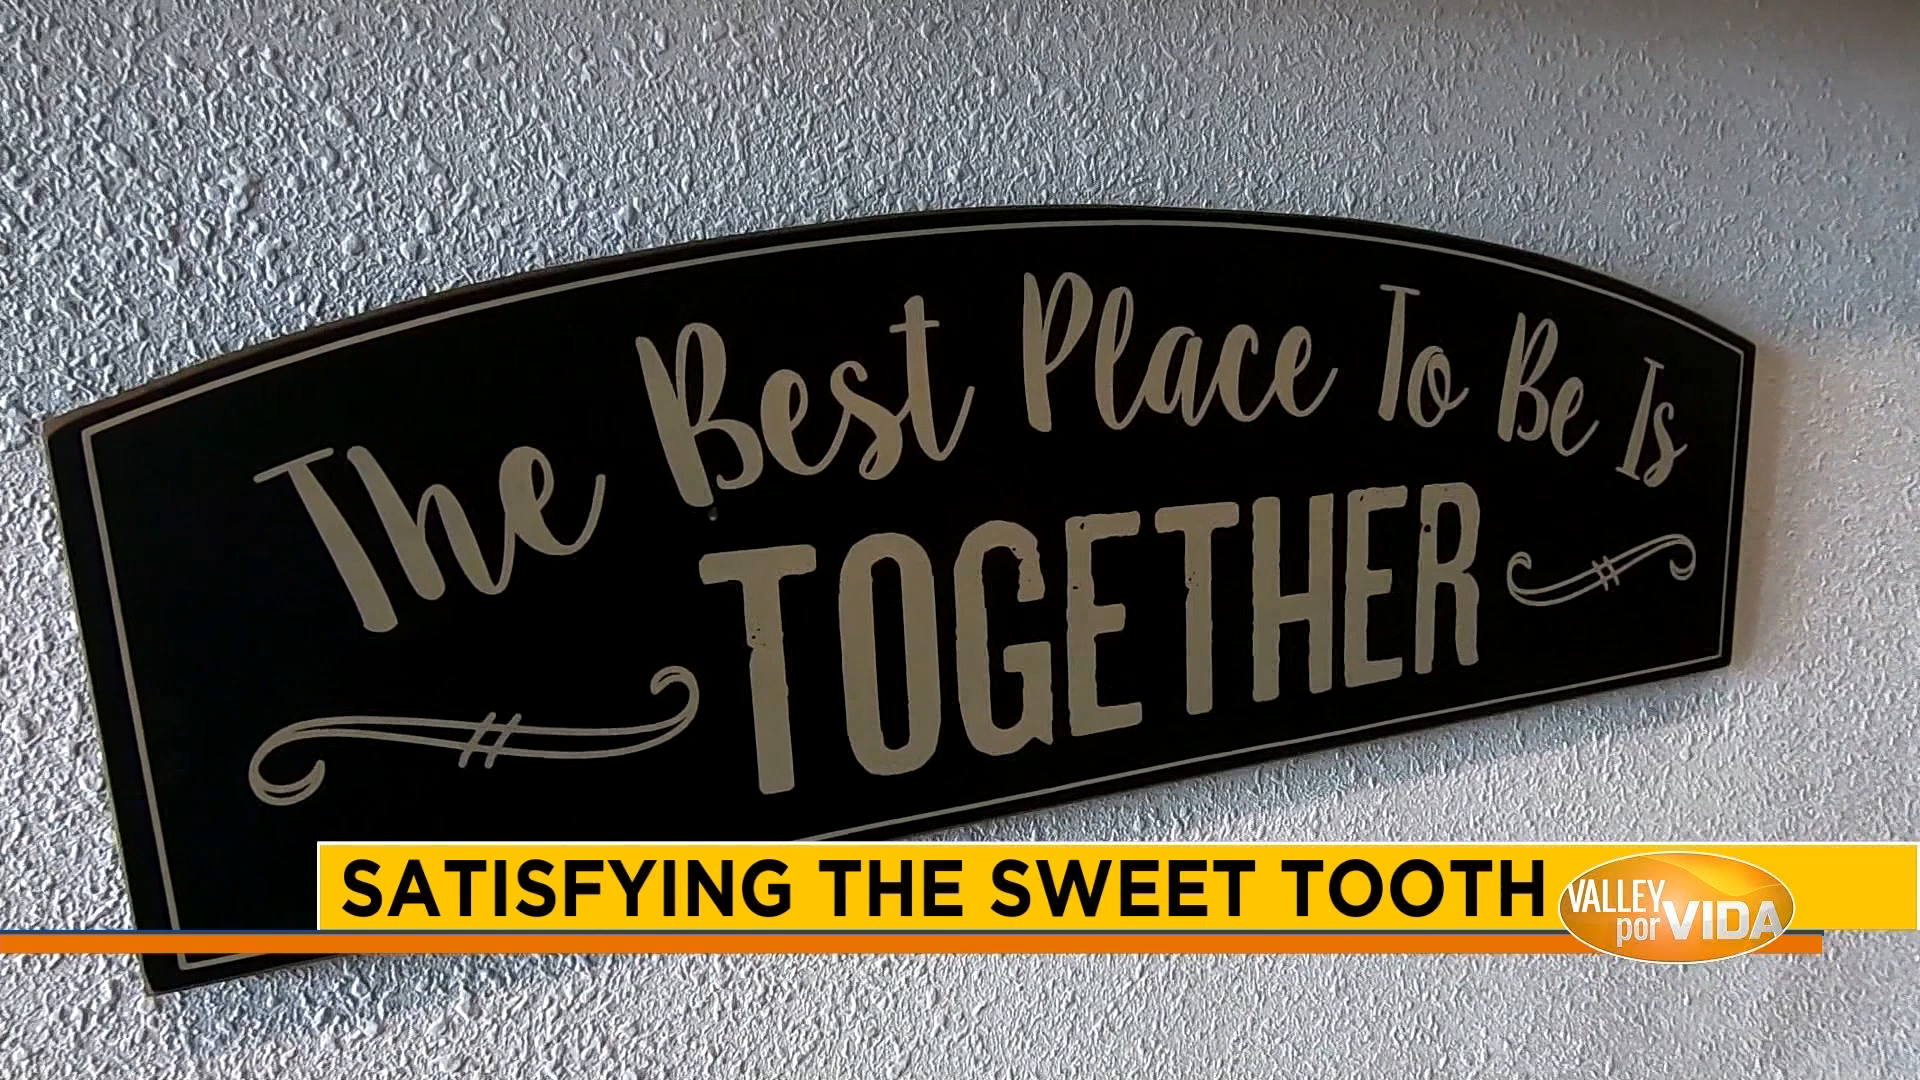 The Best Place To Be Is
TOGETHER
SATISFYING THE SWEET TOOTH
VALLEY
por VIDA